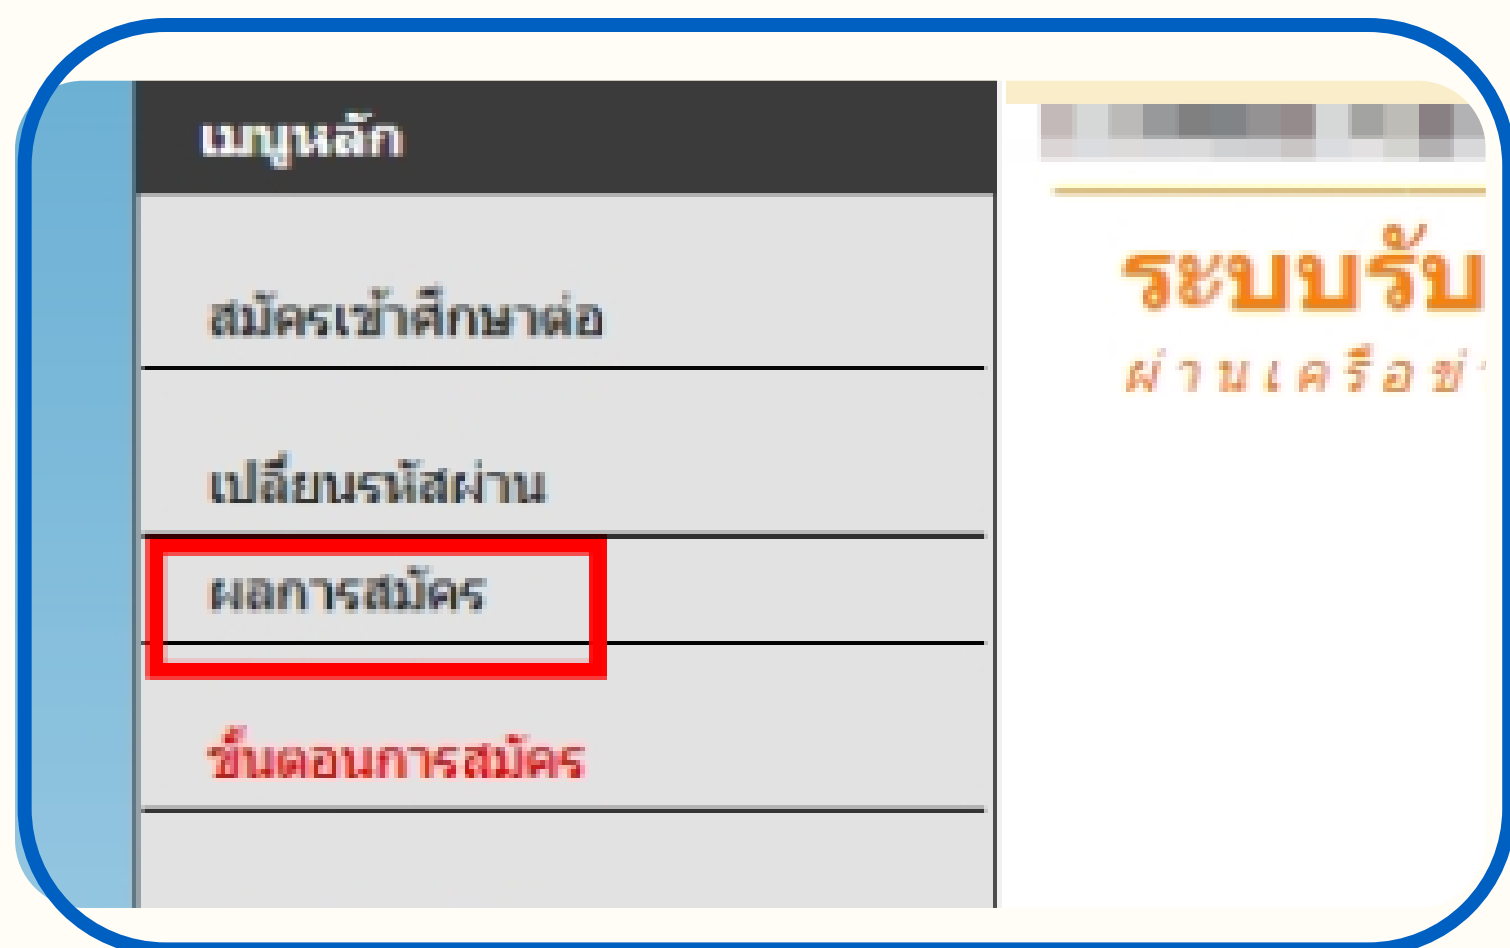 เมนูหลัก
สมัครเข้าศึกษาต่อ
เปลี่ยนรหัสผ่าน
ผลการสมัคร
ขั้นตอนการสมัคร
ระบบรับ
ผ่านเครือข่